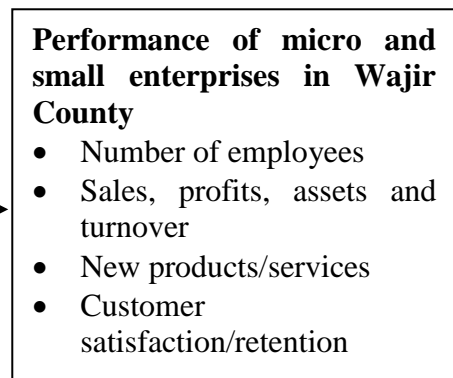 Performance of micro and
small enterprises in Wajir
County
• Number of employees
• Sales, profits, assets and
turnover
• New products/services
• Customer
satisfaction/retention